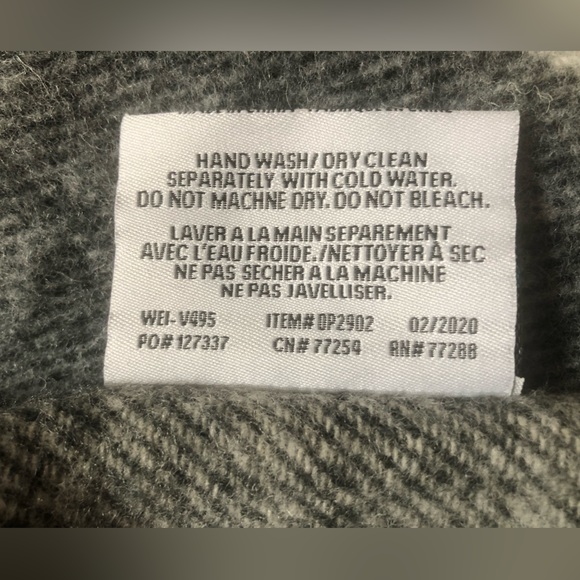 HAND WASH/ DRY CLEAN
SEPARATELY WITH COLD WATER.
DO NOT MACHNE DRY. DO NOT BLEACH.
LAVER A LA MAIN SEPAREMENT
AVEC L'EAU FROIDE./NETTOYER À SEC
NE PAS SECHER A LA MACHINE
NE PAS JAVELLISER.
WEI-V495 ITEM# DP2902 02/2020
PO# 127337 CN# 77254 RN# 77288